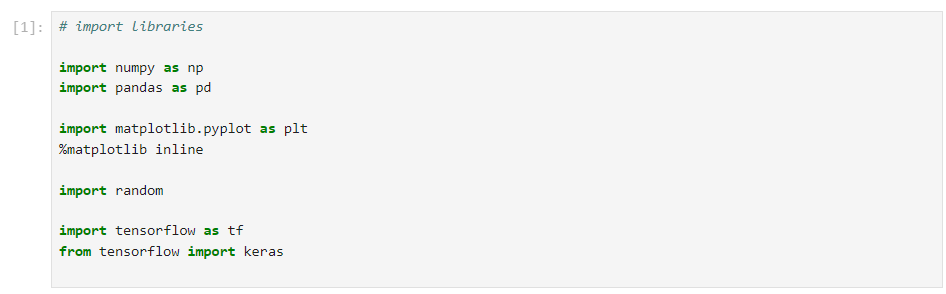 [1]: # import libraries
import numpy as np
import pandas as pd
import matplotlib.pyplot as plt
%matplotlib inline
import random
import tensorflow as tf
from tensorflow import keras